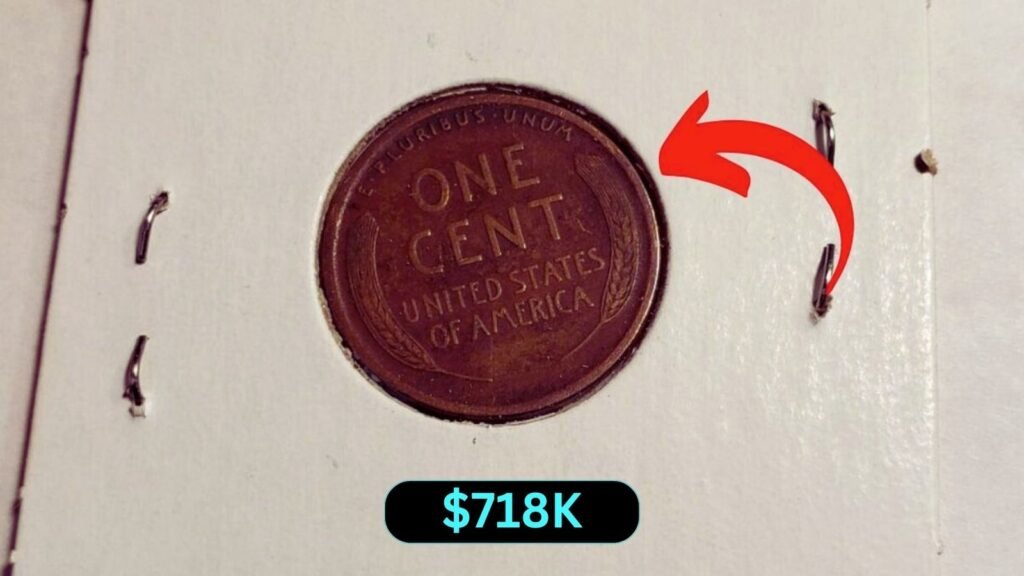 E·PLURIBUS·UNUM
ONE
CENT
UNITED STATES
OF AMERICA
$718K